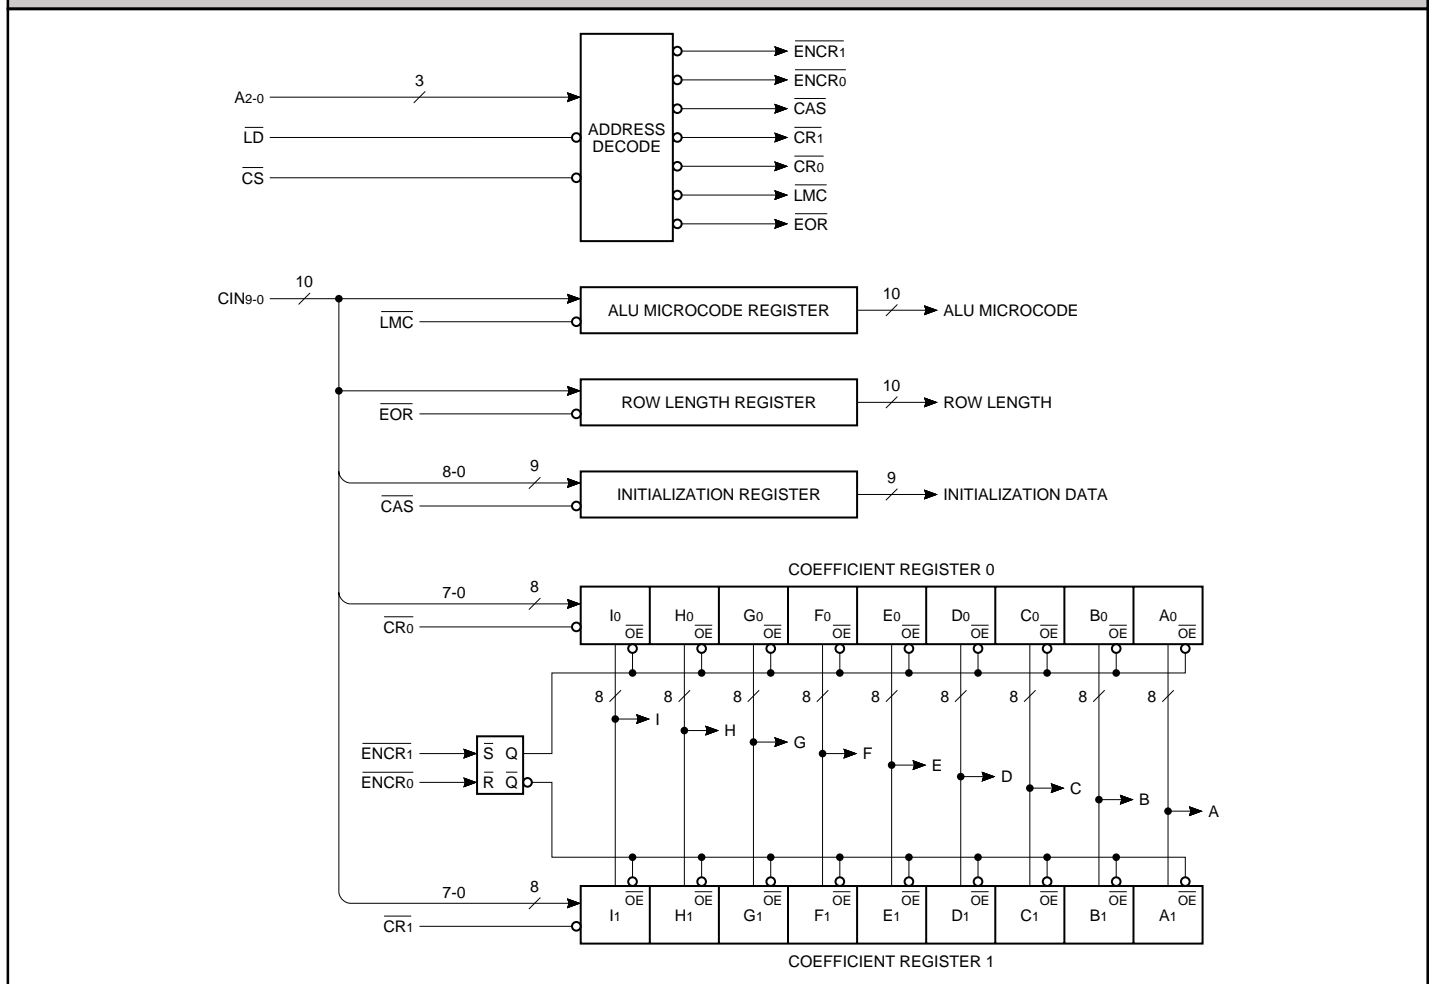 ENCR1
3
ENCR0
A2-0
CAS
LD
ADDRESS
DECODE
CR1
CR0
CS
LMC
EOR
CIN9-0
10
LMC
ALU MICROCODE REGISTER
10
ALU MICROCODE
EOR
ROW LENGTH REGISTER
10
ROW LENGTH
8-0
9
CAS
INITIALIZATION REGISTER
9
INITIALIZATION DATA
COEFFICIENT REGISTER 0
7-0
8
CR0
I0 H0 G0 F0 E0 D0 C0 B0 A0
OE OE OE OE OE OE OE OE OE
8 8 8 8 8 8 8 8 8
I
H
G
F
E
D
C
B
A
ENCR1
S Q
ENCR0
R Q
7-0
8
CR1
OE OE OE OE OE OE OE OE OE
I1 H1 G1 F1 E1 D1 C1 B1 A1
COEFFICIENT REGISTER 1